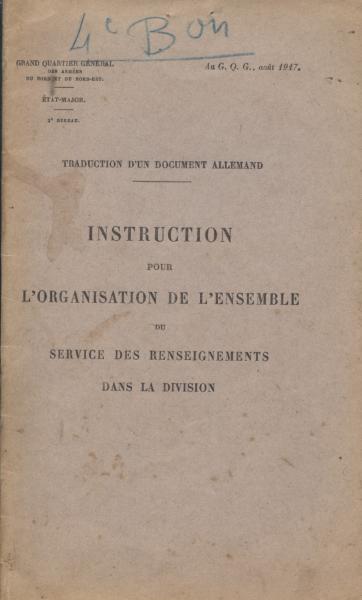 4e Bon
GRAND QUARTIER GÉNÉRAL
DES ARMÉES
DU NORD ET DU NORD-EST.
ÉTAT-MAJOR.
2e BUREAU.
Au G. Q. G., août 1917.
TRADUCTION D'UN DOCUMENT ALLEMAND
INSTRUCTION
POUR
L'ORGANISATION DE L'ENSEMBLE
DU
SERVICE DES RENSEIGNEMENTS
DANS LA DIVISION